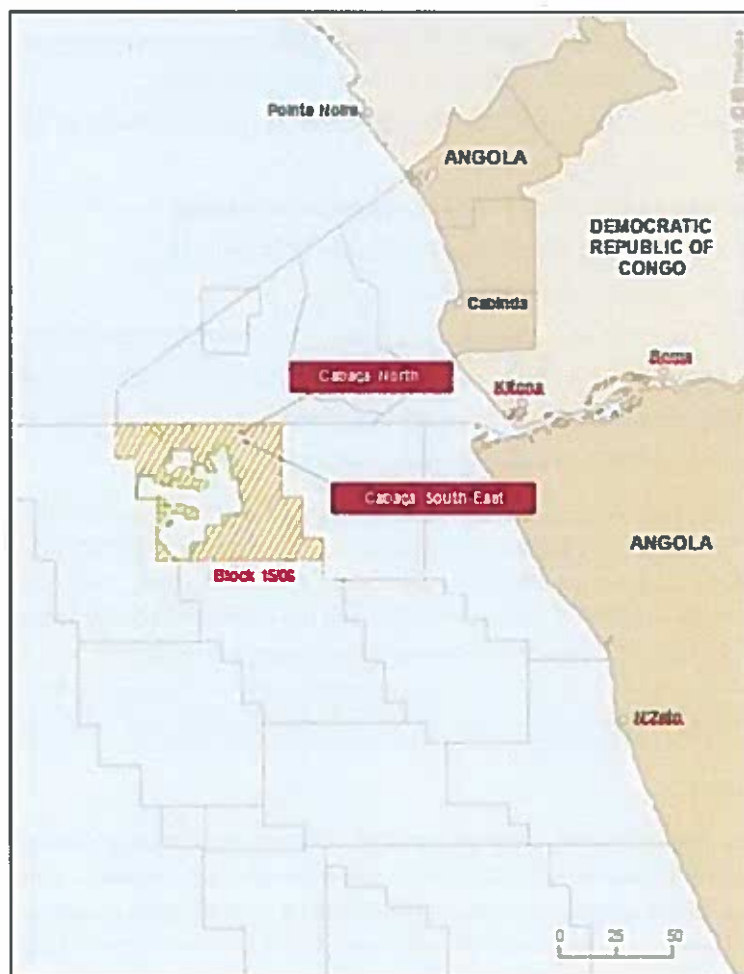 Pointe Noire
ANGOLA
DEMOCRATIC
REPUBLIC OF
CONGO
Cabinda
Boma
Cabaça North
Kitona
Cabaça South-East
ANGOLA
Block 15/06
N'Zeto
0 25 50